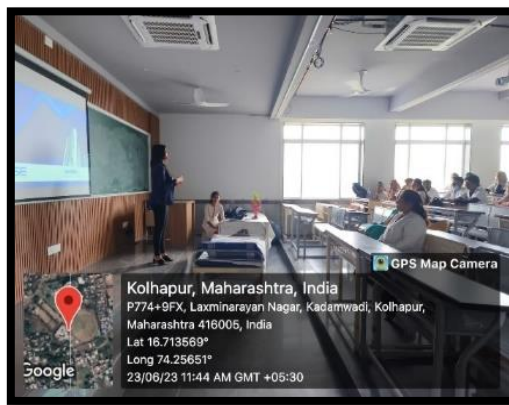 SE
GPS Map Camera
Kolhapur, Maharashtra, India
P774+9FX, Laxminarayan Nagar, Kadamwadi, Kolhapur,
Maharashtra 416005, India
Lat 16.713569°
Long 74.25651°
23/06/23 11:44 AM GMT +05:30
Google